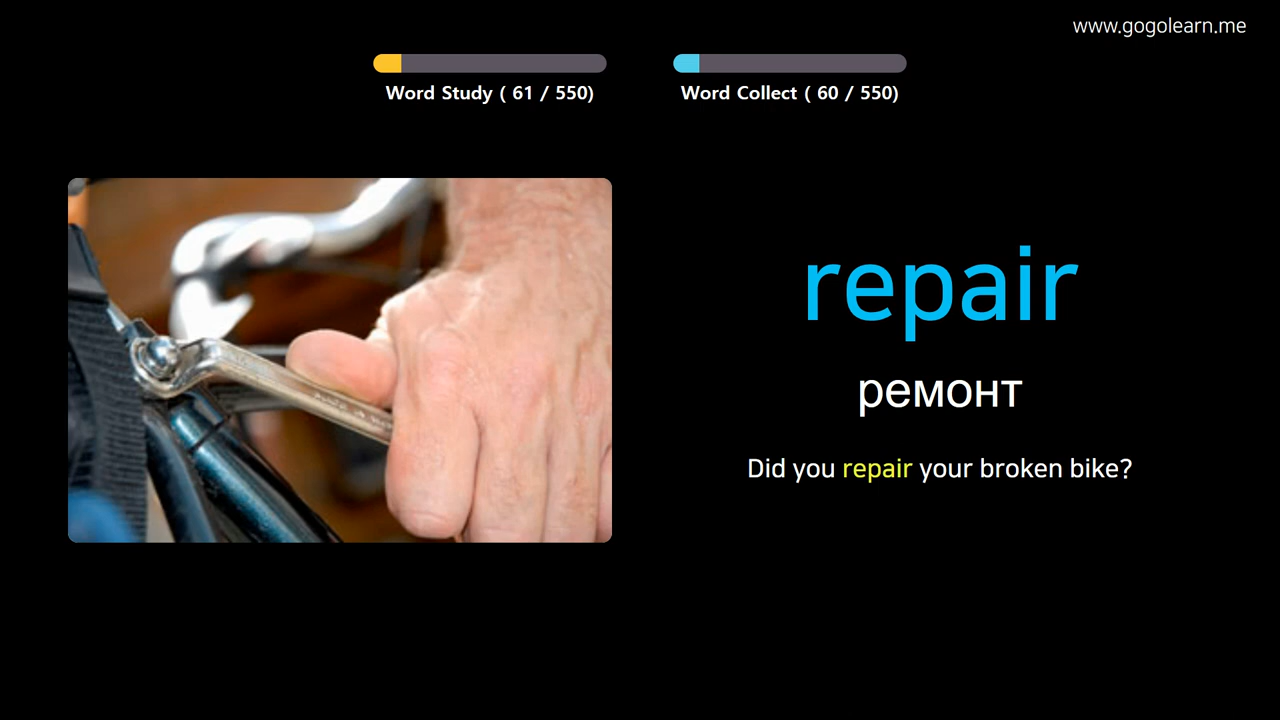 www.gogolearn.me
Word Study ( 61 / 550)
Word Collect ( 60 / 550)
repair
ремонт
Did you repair your broken bike?